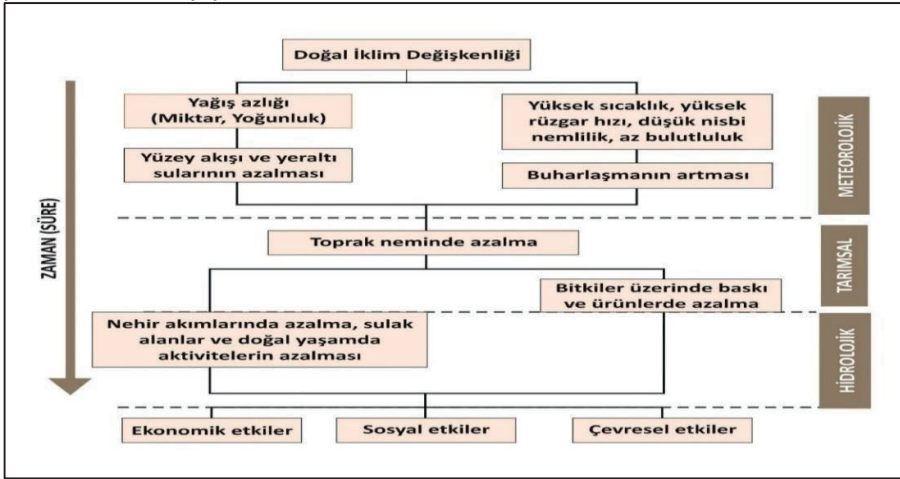 Doğal İklim Değişkenliği
Yağış azlığı
(Miktar, Yoğunluk)
Yüksek sıcaklık, yüksek
rüzgar hızı, düşük nisbi
nemlilik, az bulutluluk
Yüzey akışı ve yeraltı
sularının azalması
Buharlaşmanın artması
METEOROLOJİK
ZAMAN (SÜRE)
Toprak neminde azalma
TARIMSAL
Bitkiler üzerinde baskı
ve ürünlerde azalma
Nehir akımlarında azalma, sulak
alanlar ve doğal yaşamda
aktivitelerin azalması
HİDROLOJİK
Ekonomik etkiler
Sosyal etkiler
Çevresel etkiler